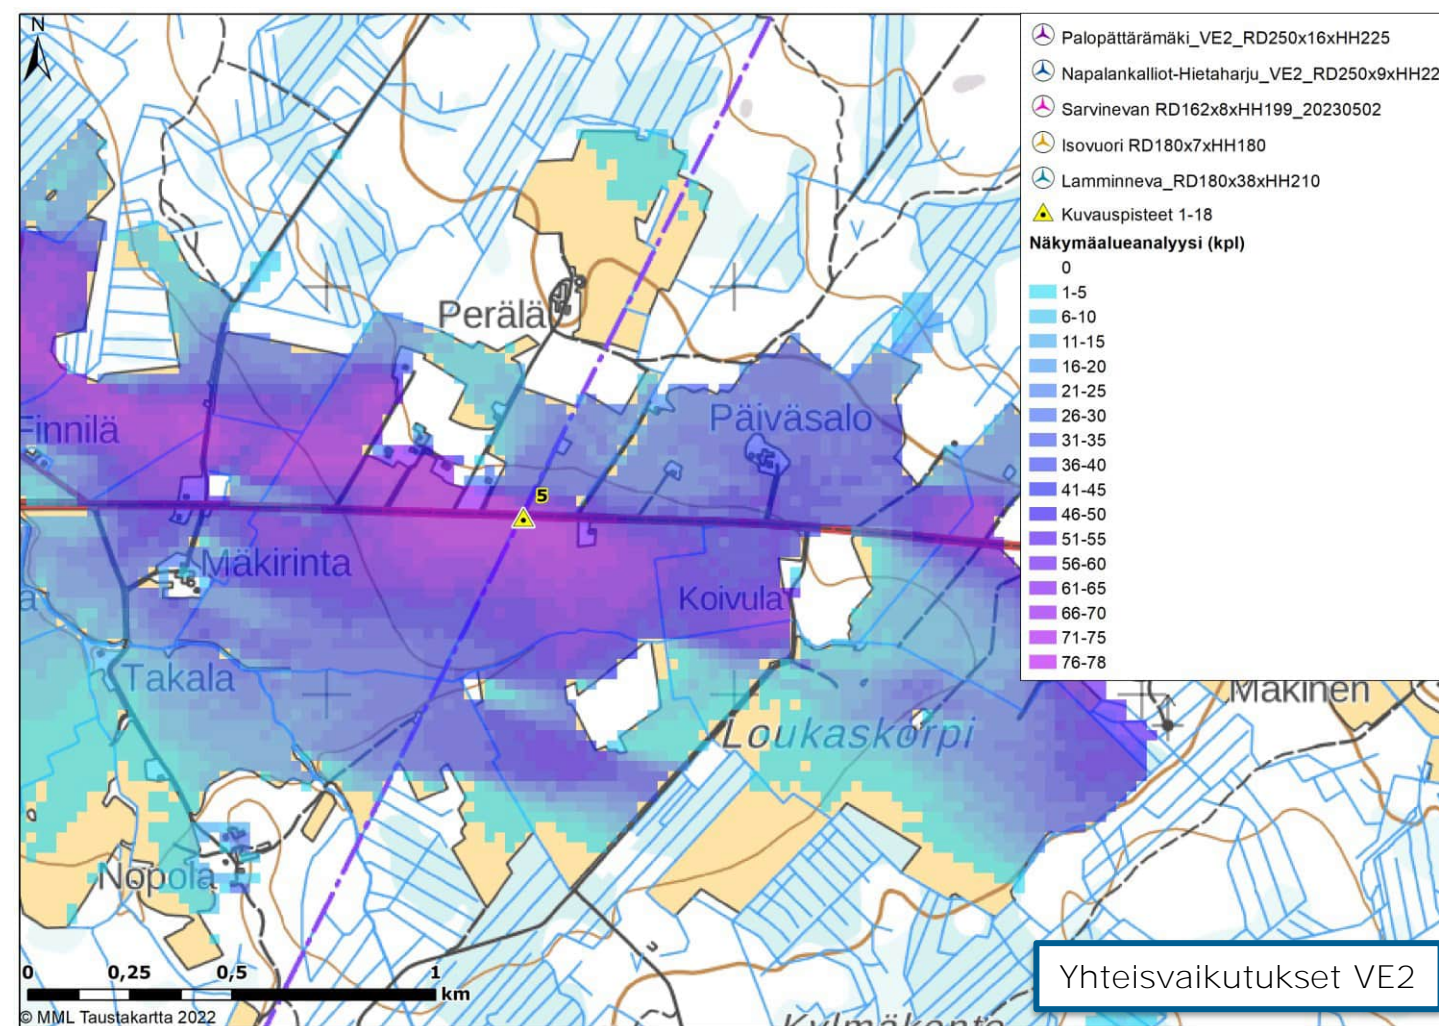 N
Palopättärämäki_VE2_RD250x16xHH225
Napalankalliot-Hietaharju_VE2_RD250x9xHH22
Sarvinevan RD162x8xHH199_20230502
Isovuori RD180x7xHH180
Lamminneva_RD180x38xHH210
Kuvauspisteet 1-18
Näkymäalueanalyysi (kpl)
0
1-5
6-10
11-15
16-20
21-25
26-30
31-35
36-40
41-45
46-50
51-55
56-60
61-65
66-70
71-75
76-78
Perälä
Päiväsalo
Finnilä
5
Mäkirinta
Koivula
a
Takala
Mäkinen
Loukaskorpi
Nopola
0 0,25 0,5 1
km
© MML Taustakartta 2022
Yhteisvaikutukset VE2